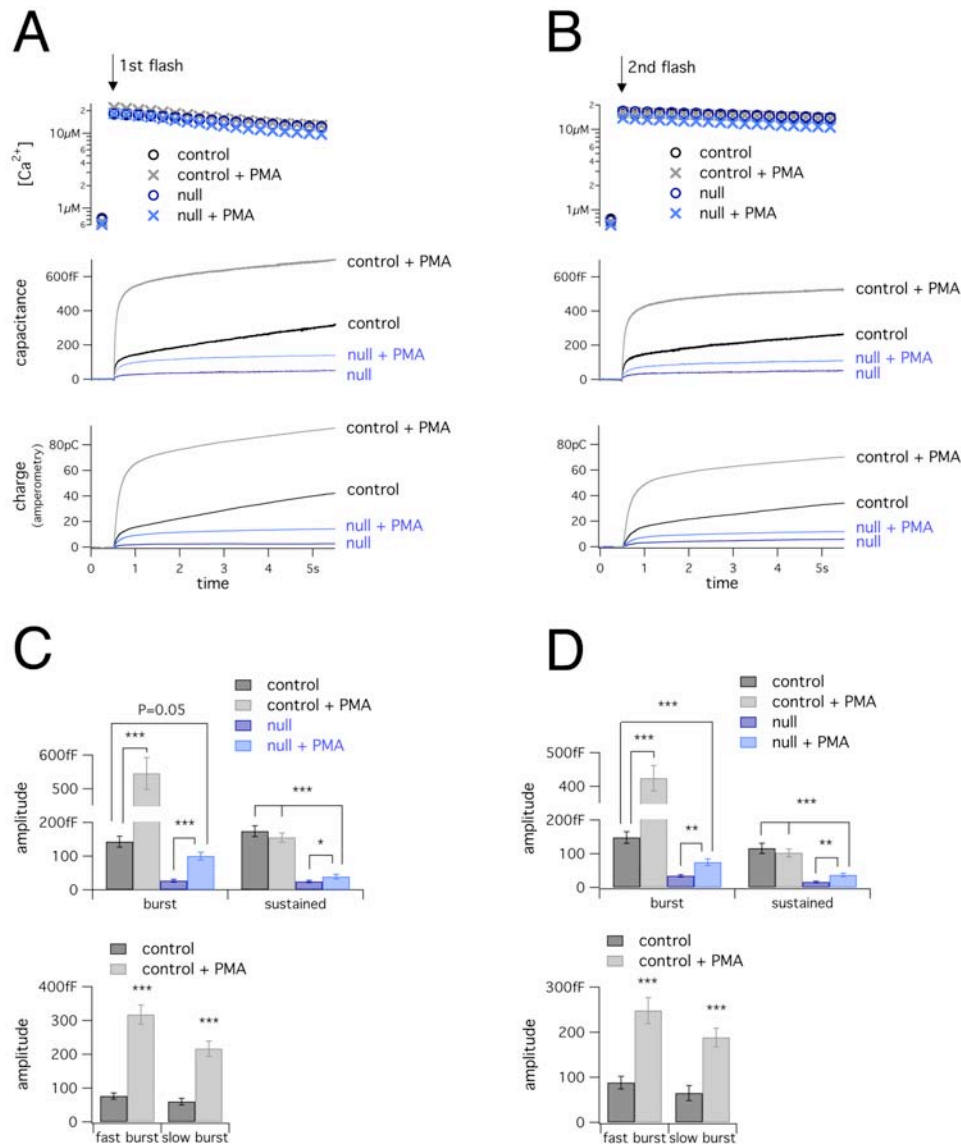 A
1st flash
2
10µM
[Ca2+]
control
control + PMA
null
null + PMA
1µM
6
600fF
400
200
0
capacitance
control + PMA
control
null + PMA
null
80pC
60
40
20
0
charge
(amperometry)
control + PMA
control
null + PMA
null
0
1
2
3
4
5s
time
B
2nd flash
2
10µM
control
control + PMA
null
null + PMA
1µM
6
600fF
400
200
0
control + PMA
control
null + PMA
null
80pC
60
40
20
0
control + PMA
control
null + PMA
null
0
1
2
3
4
5s
time
C
control
control + PMA
null
null + PMA
P=0.05
***
***
***
*
600fF
500
200fF
100
0
amplitude
burst
sustained
control
control + PMA
400fF
300
200
100
0
amplitude
***
***
fast burst
slow burst
D
control
control + PMA
null
null + PMA
***
***
**
***
**
500fF
400
200fF
100
0
amplitude
burst
sustained
control
control + PMA
300fF
200
100
0
amplitude
***
***
fast burst
slow burst